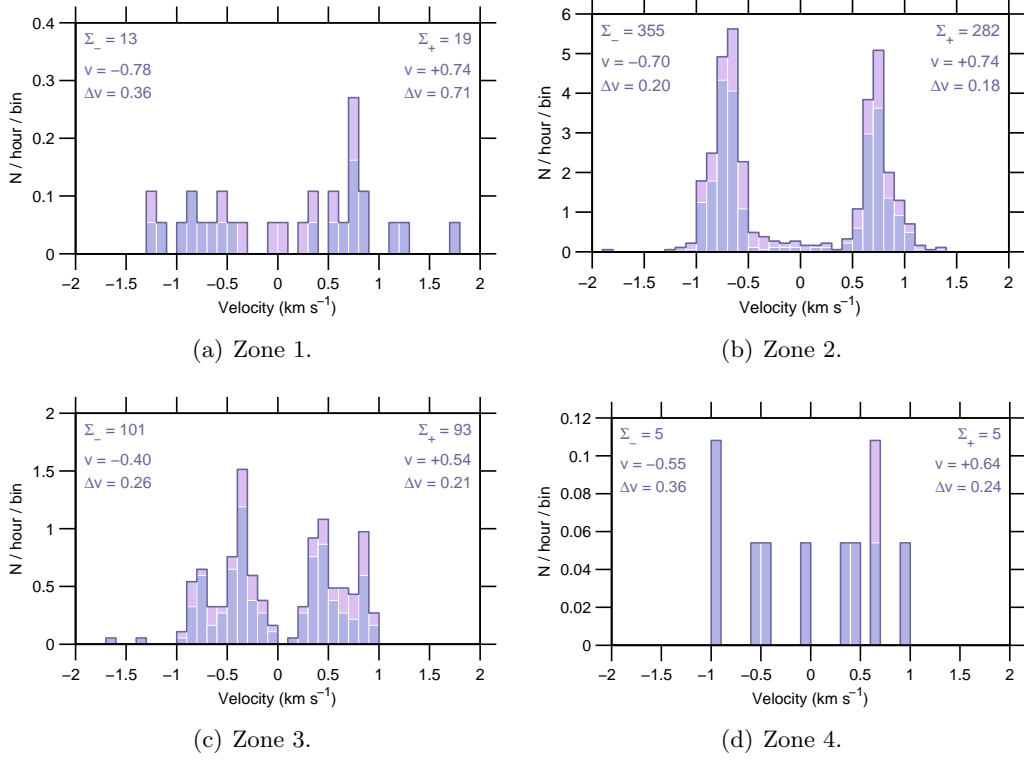 0.4
0.3
0.2
0.1
0
N / hour / bin
Σ− = 13
v = −0.78
Δv = 0.36
Σ+ = 19
v = +0.74
Δv = 0.71
−2 −1.5 −1 −0.5 0 0.5 1 1.5 2
Velocity (km s−1)
(a) Zone 1.
6
5
4
3
2
1
0
N / hour / bin
Σ− = 355
v = −0.70
Δv = 0.20
Σ+ = 282
v = +0.74
Δv = 0.18
−2 −1.5 −1 −0.5 0 0.5 1 1.5 2
Velocity (km s−1)
(b) Zone 2.
2
1.5
1
0.5
0
N / hour / bin
Σ− = 101
v = −0.40
Δv = 0.26
Σ+ = 93
v = +0.54
Δv = 0.21
−2 −1.5 −1 −0.5 0 0.5 1 1.5 2
Velocity (km s−1)
(c) Zone 3.
0.12
0.1
0.08
0.06
0.04
0.02
0
N / hour / bin
Σ− = 5
v = −0.55
Δv = 0.36
Σ+ = 5
v = +0.64
Δv = 0.24
−2 −1.5 −1 −0.5 0 0.5 1 1.5 2
Velocity (km s−1)
(d) Zone 4.